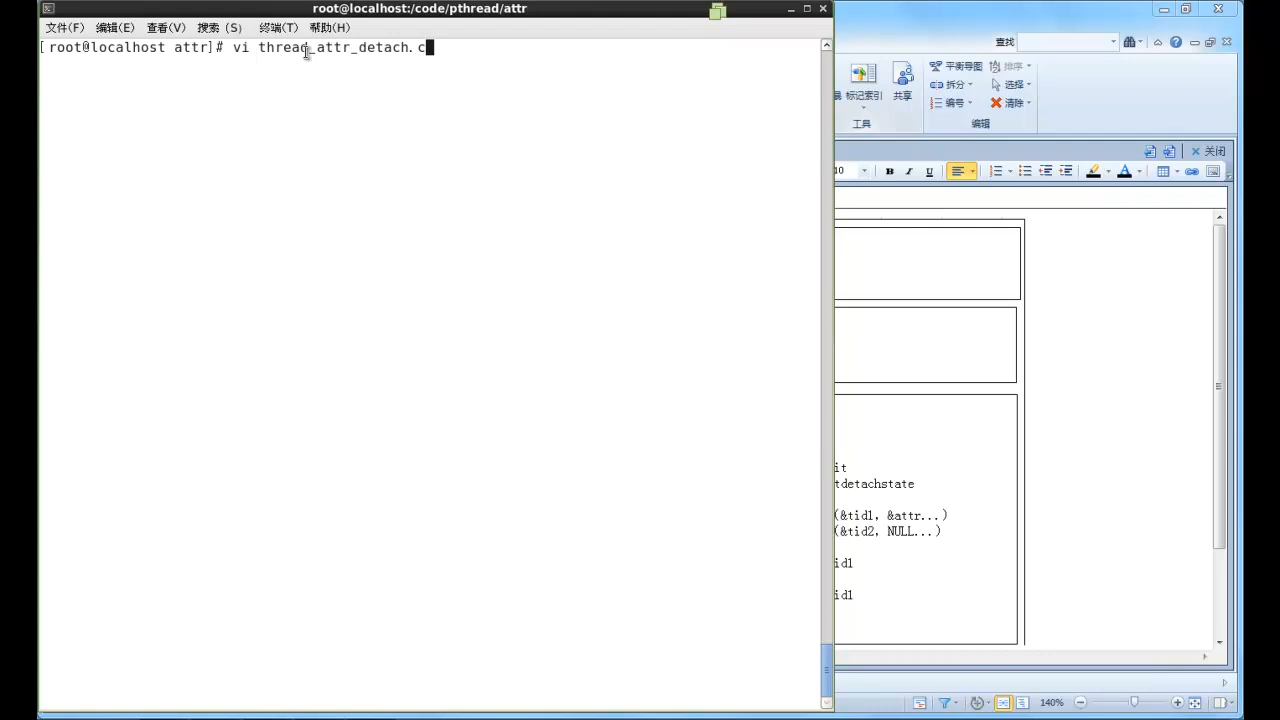 root@localhost:/code/pthread/attr
文件(F) 编辑(E) 查看(V) 搜索 (S) 终端(T) 帮助(H)
[root@localhost attr]# vi thread_attr_detach.c
查找
平衡导图
排序
拆分
选择
标记索引
共享
编号
清除
工具
编辑
关闭
10
B I U
A
it
tdetachstate
(&tid1, &attr...)
(&tid2, NULL...)
id1
id1
140%